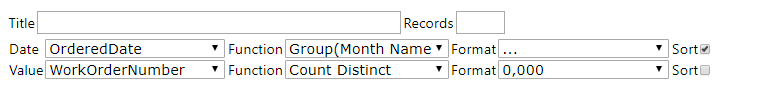 Title Records
Date OrderedDate Function Group(Month Name Format ... Sort
Value WorkOrderNumber Function Count Distinct Format 0,000 Sort